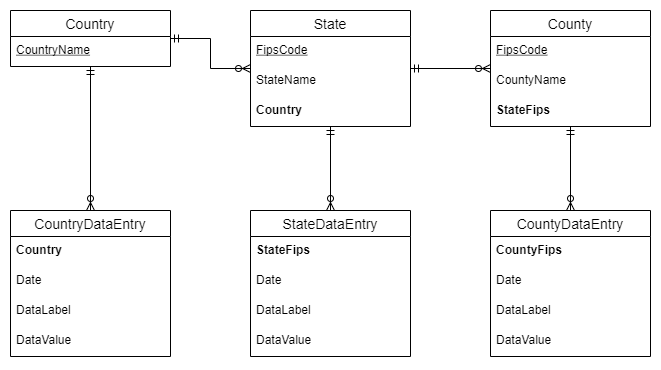 Country
CountryName
State
FipsCode
StateName
Country
County
FipsCode
CountyName
StateFips
CountryDataEntry
Country
Date
DataLabel
DataValue
StateDataEntry
StateFips
Date
DataLabel
DataValue
CountyDataEntry
CountyFips
Date
DataLabel
DataValue